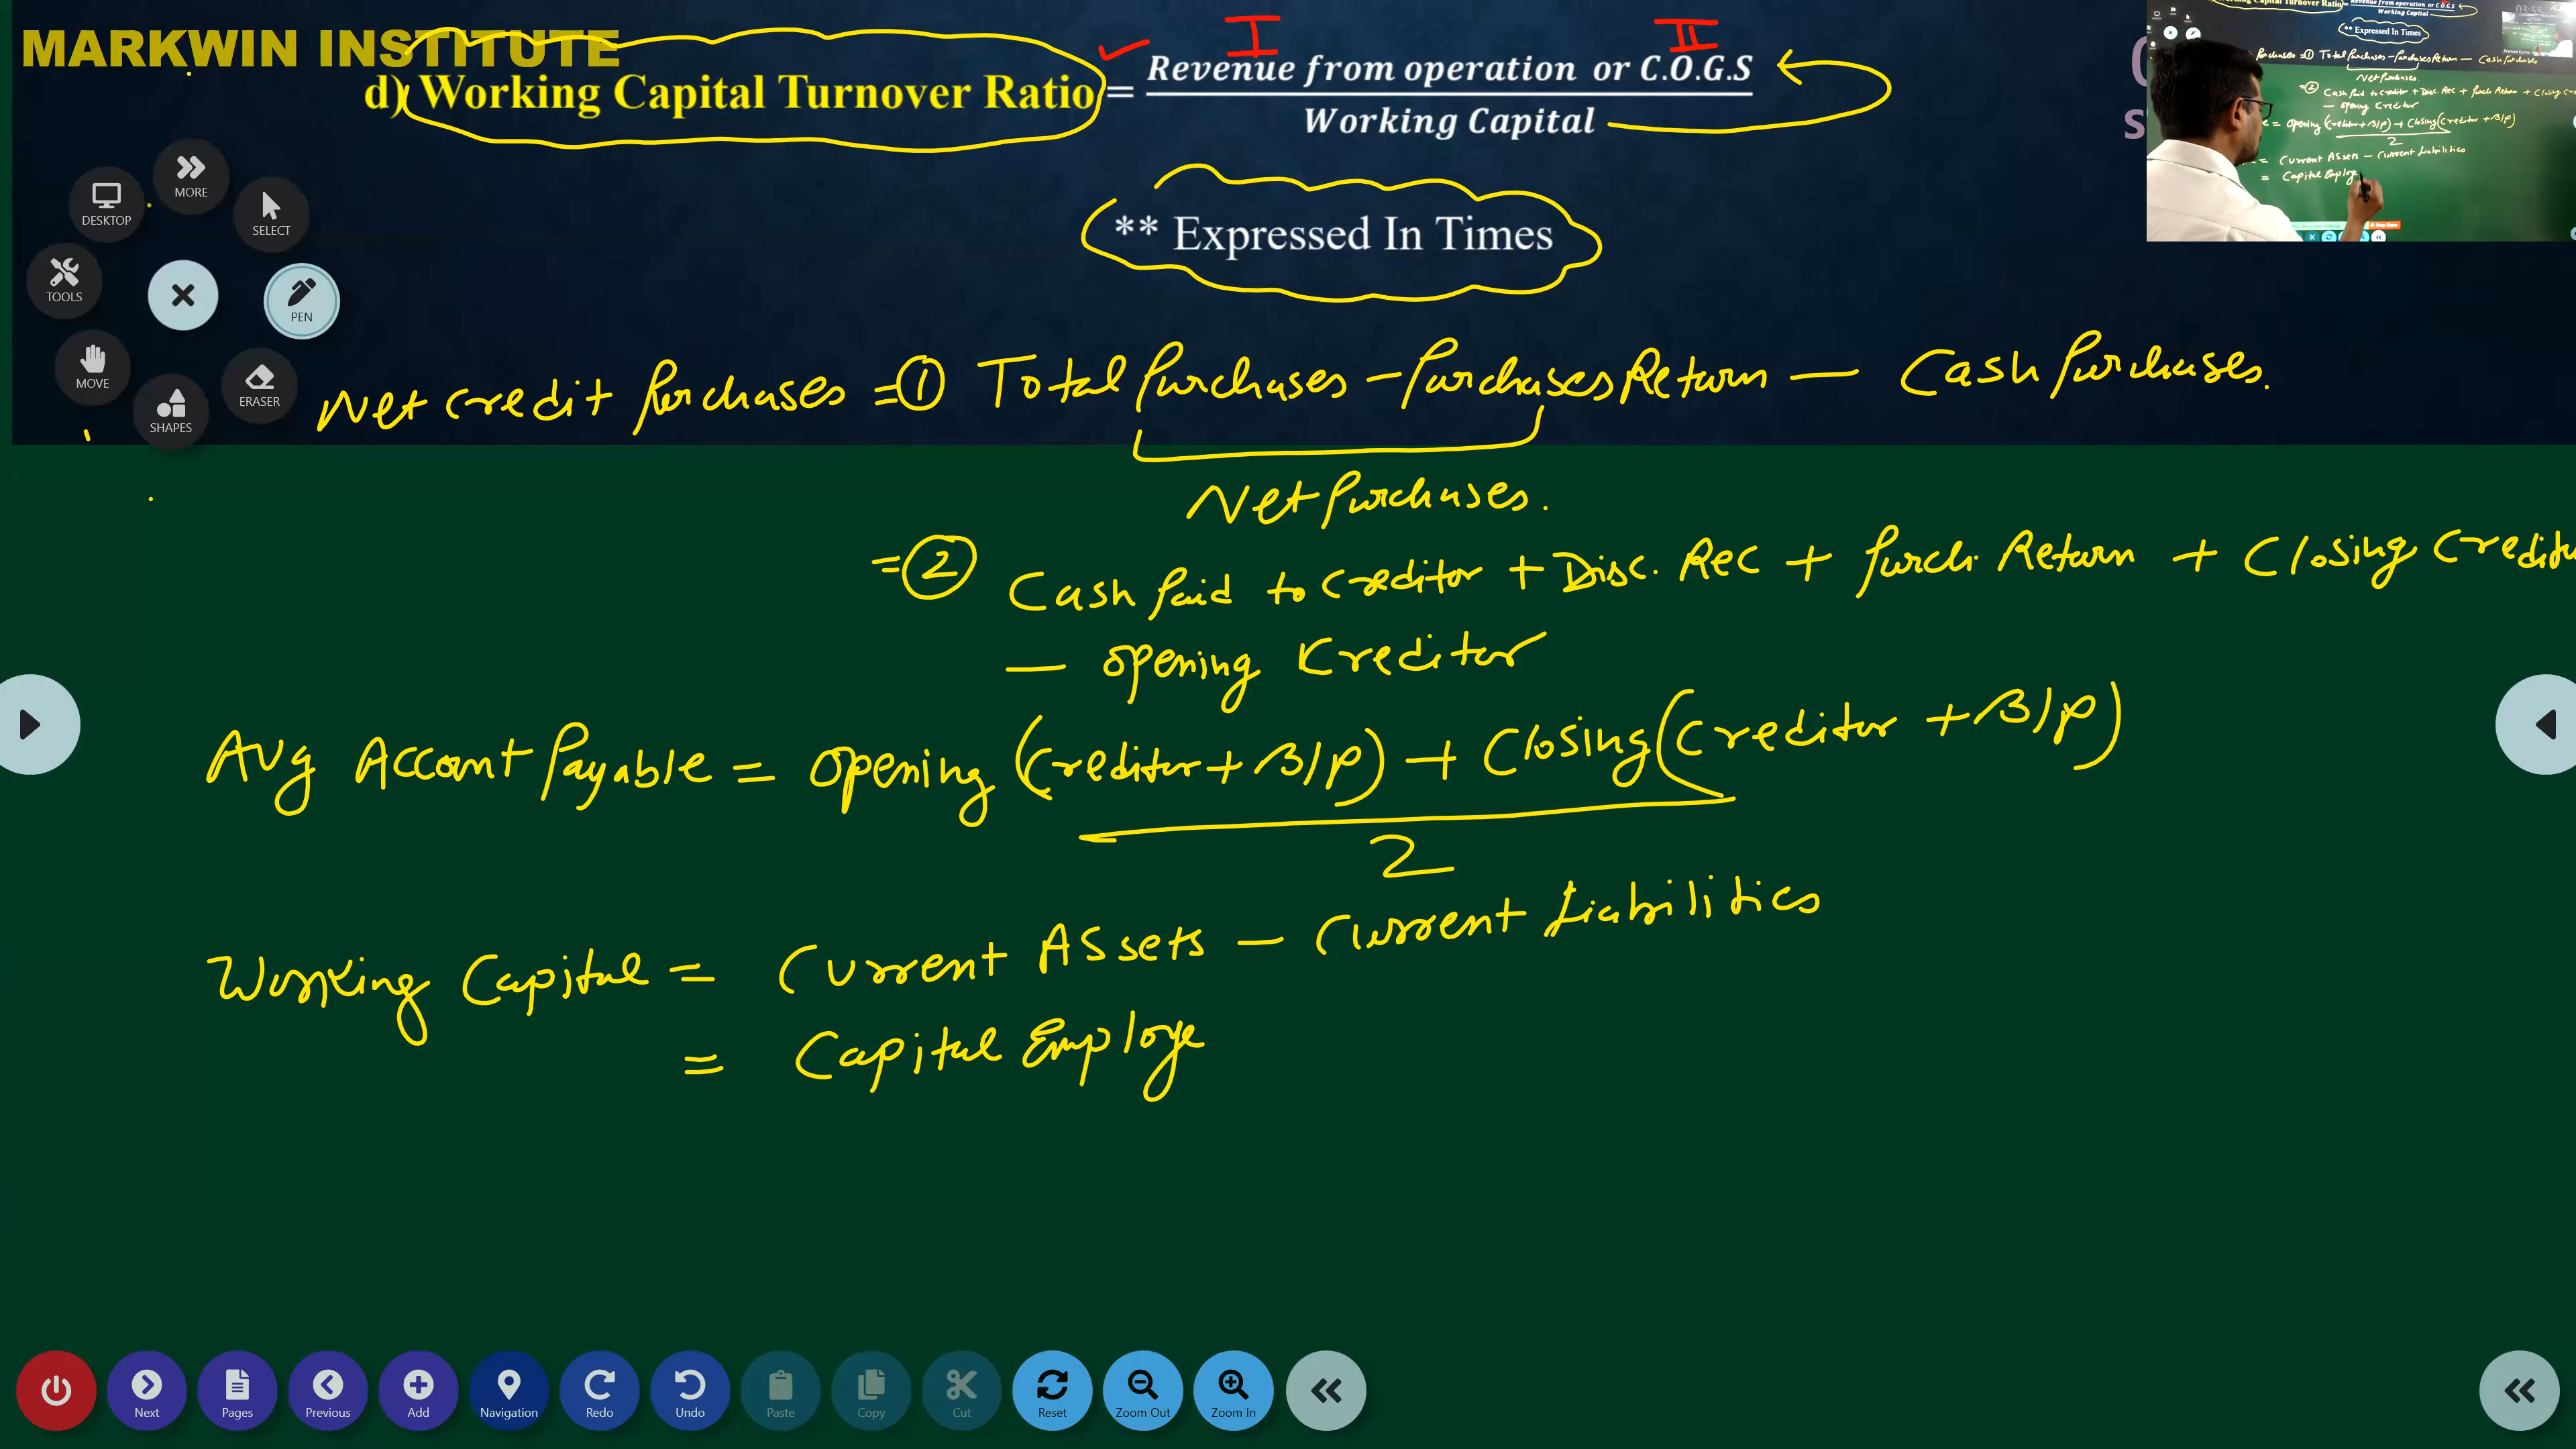 MARKWIN INSTITUTE
I II
d) Working Capital Turnover Ratio = Revenue from operation or C.O.G.S
Working Capital
** Expressed In Times
MORE
DESKTOP
SELECT
TOOLS
PEN
MOVE
ERASER
SHAPES
Net credit Purchases = ① Total Purchases - Purchases Return - Cash Purchases.
Net Purchases.
= ② Cash Paid to Creditor + Disc. Rec + Purch. Return + Closing Credito
- opening Kreditor
Avg Account Payable = opening (Creditor + B/P) + Closing (Creditor + B/P)
2
Working Capital = Current Assets - Current Liabilities
= Capital Employe
Next
Pages
Previous
Add
Navigation
Redo
Undo
Paste
Copy
Cut
Reset
Zoom Out
Zoom In